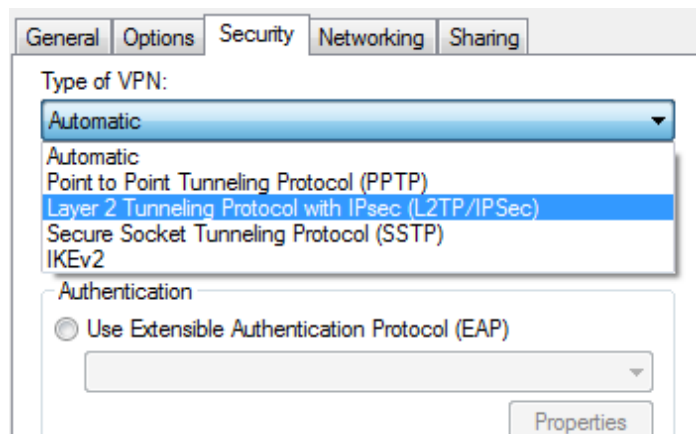 General Options Security Networking Sharing
Type of VPN:
Automatic
Automatic
Point to Point Tunneling Protocol (PPTP)
Layer 2 Tunneling Protocol with IPsec (L2TP/IPSec)
Secure Socket Tunneling Protocol (SSTP)
IKEv2
Authentication
Use Extensible Authentication Protocol (EAP)
Properties